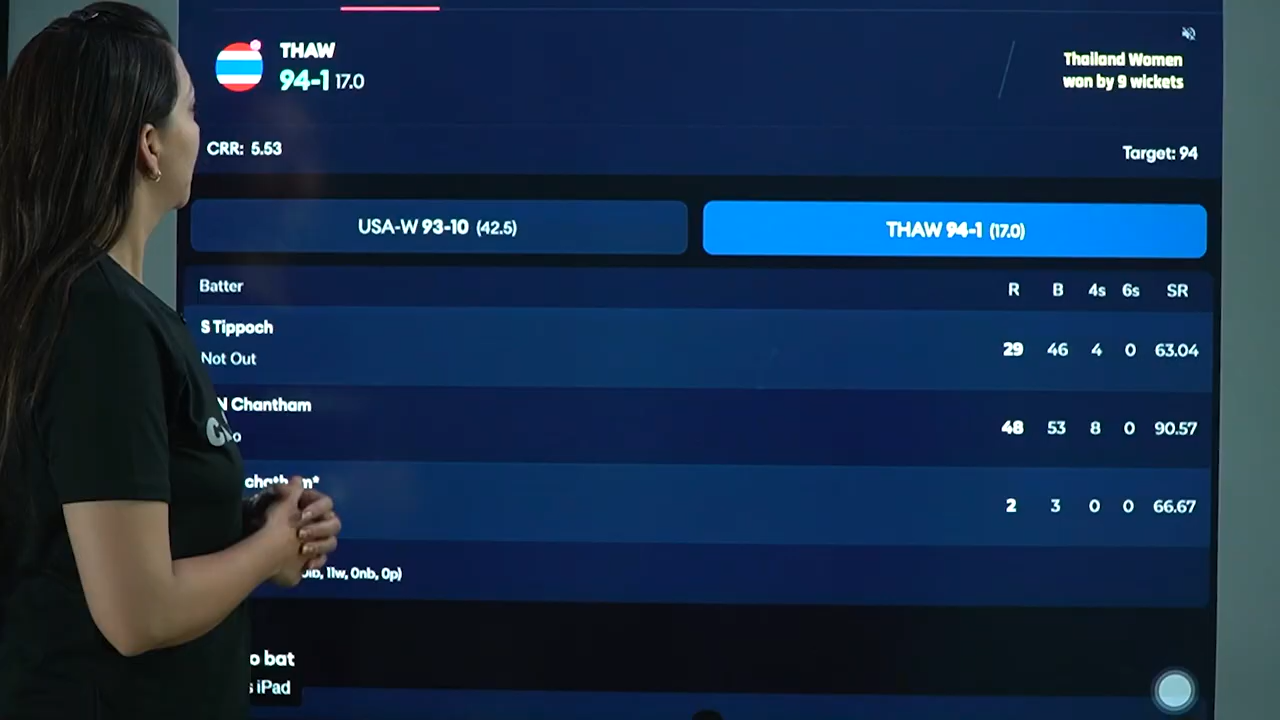 THAW
94-1 17.0
Thailand Women
won by 9 wickets
CRR: 5.53
Target: 94
USA-W 93-10 (42.5)
THAW 94-1 (17.0)
Batter R B 4s 6s SR
S Tippoch
Not Out
29 46 4 0 63.04
N Chantham
48 53 8 0 90.57
2 3 0 0 66.67
11w, 0nb, 0p)
bat
iPad